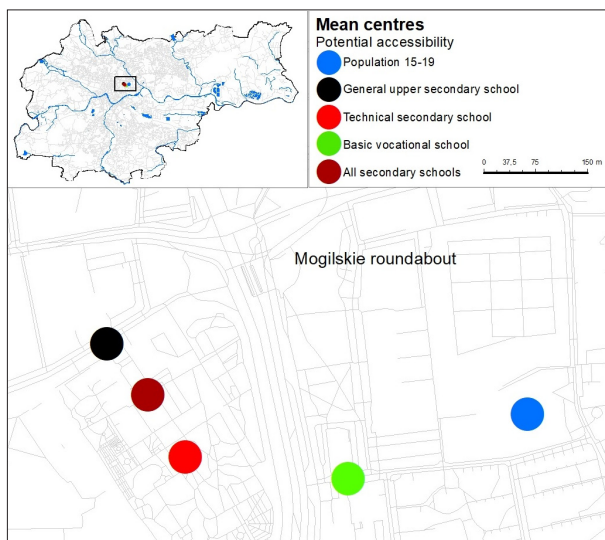 Mean centres
Potential accessibility
Population 15-19
General upper secondary school
Technical secondary school
Basic vocational school
All secondary schools
0 37,5 75 150 m
Mogilskie roundabout